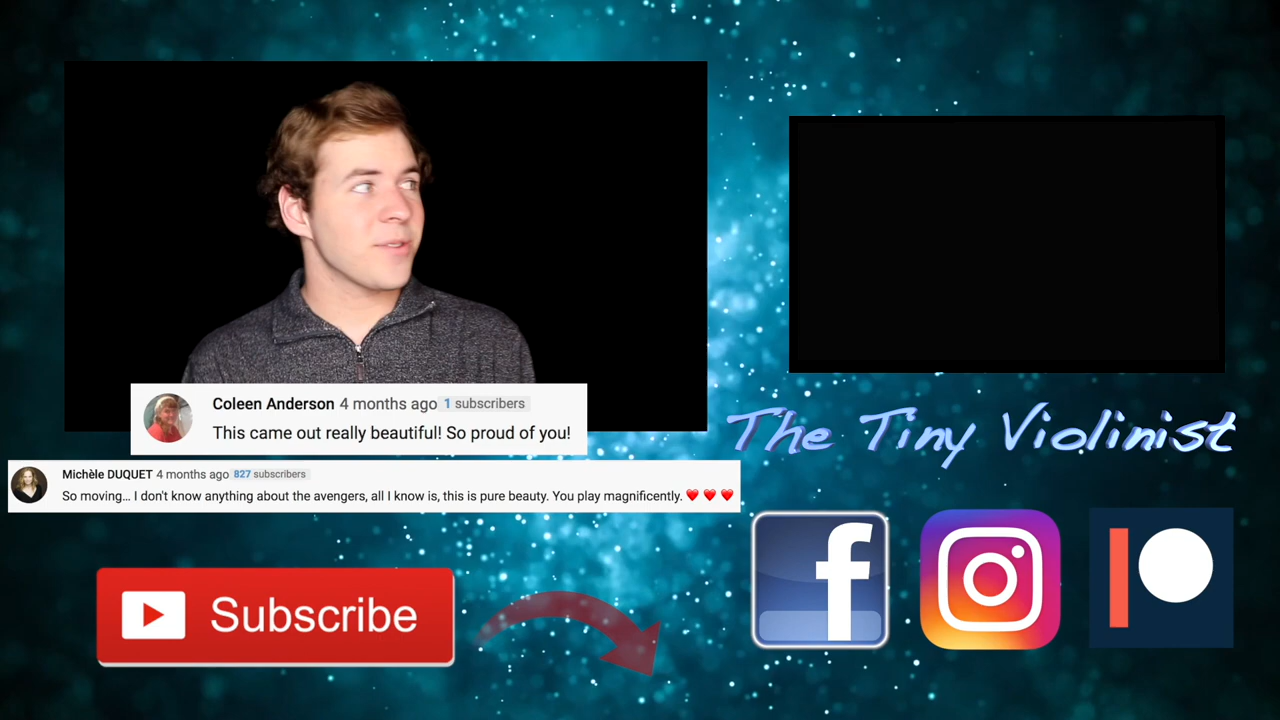 Coleen Anderson 4 months ago 1 subscribers
This came out really beautiful! So proud of you!
The Tiny Violinist
Michèle DUQUET 4 months ago 827 subscribers
So moving... I don't know anything about the avengers, all I know is, this is pure beauty. You play magnificently. ❤️ ❤️ ❤️
Subscribe